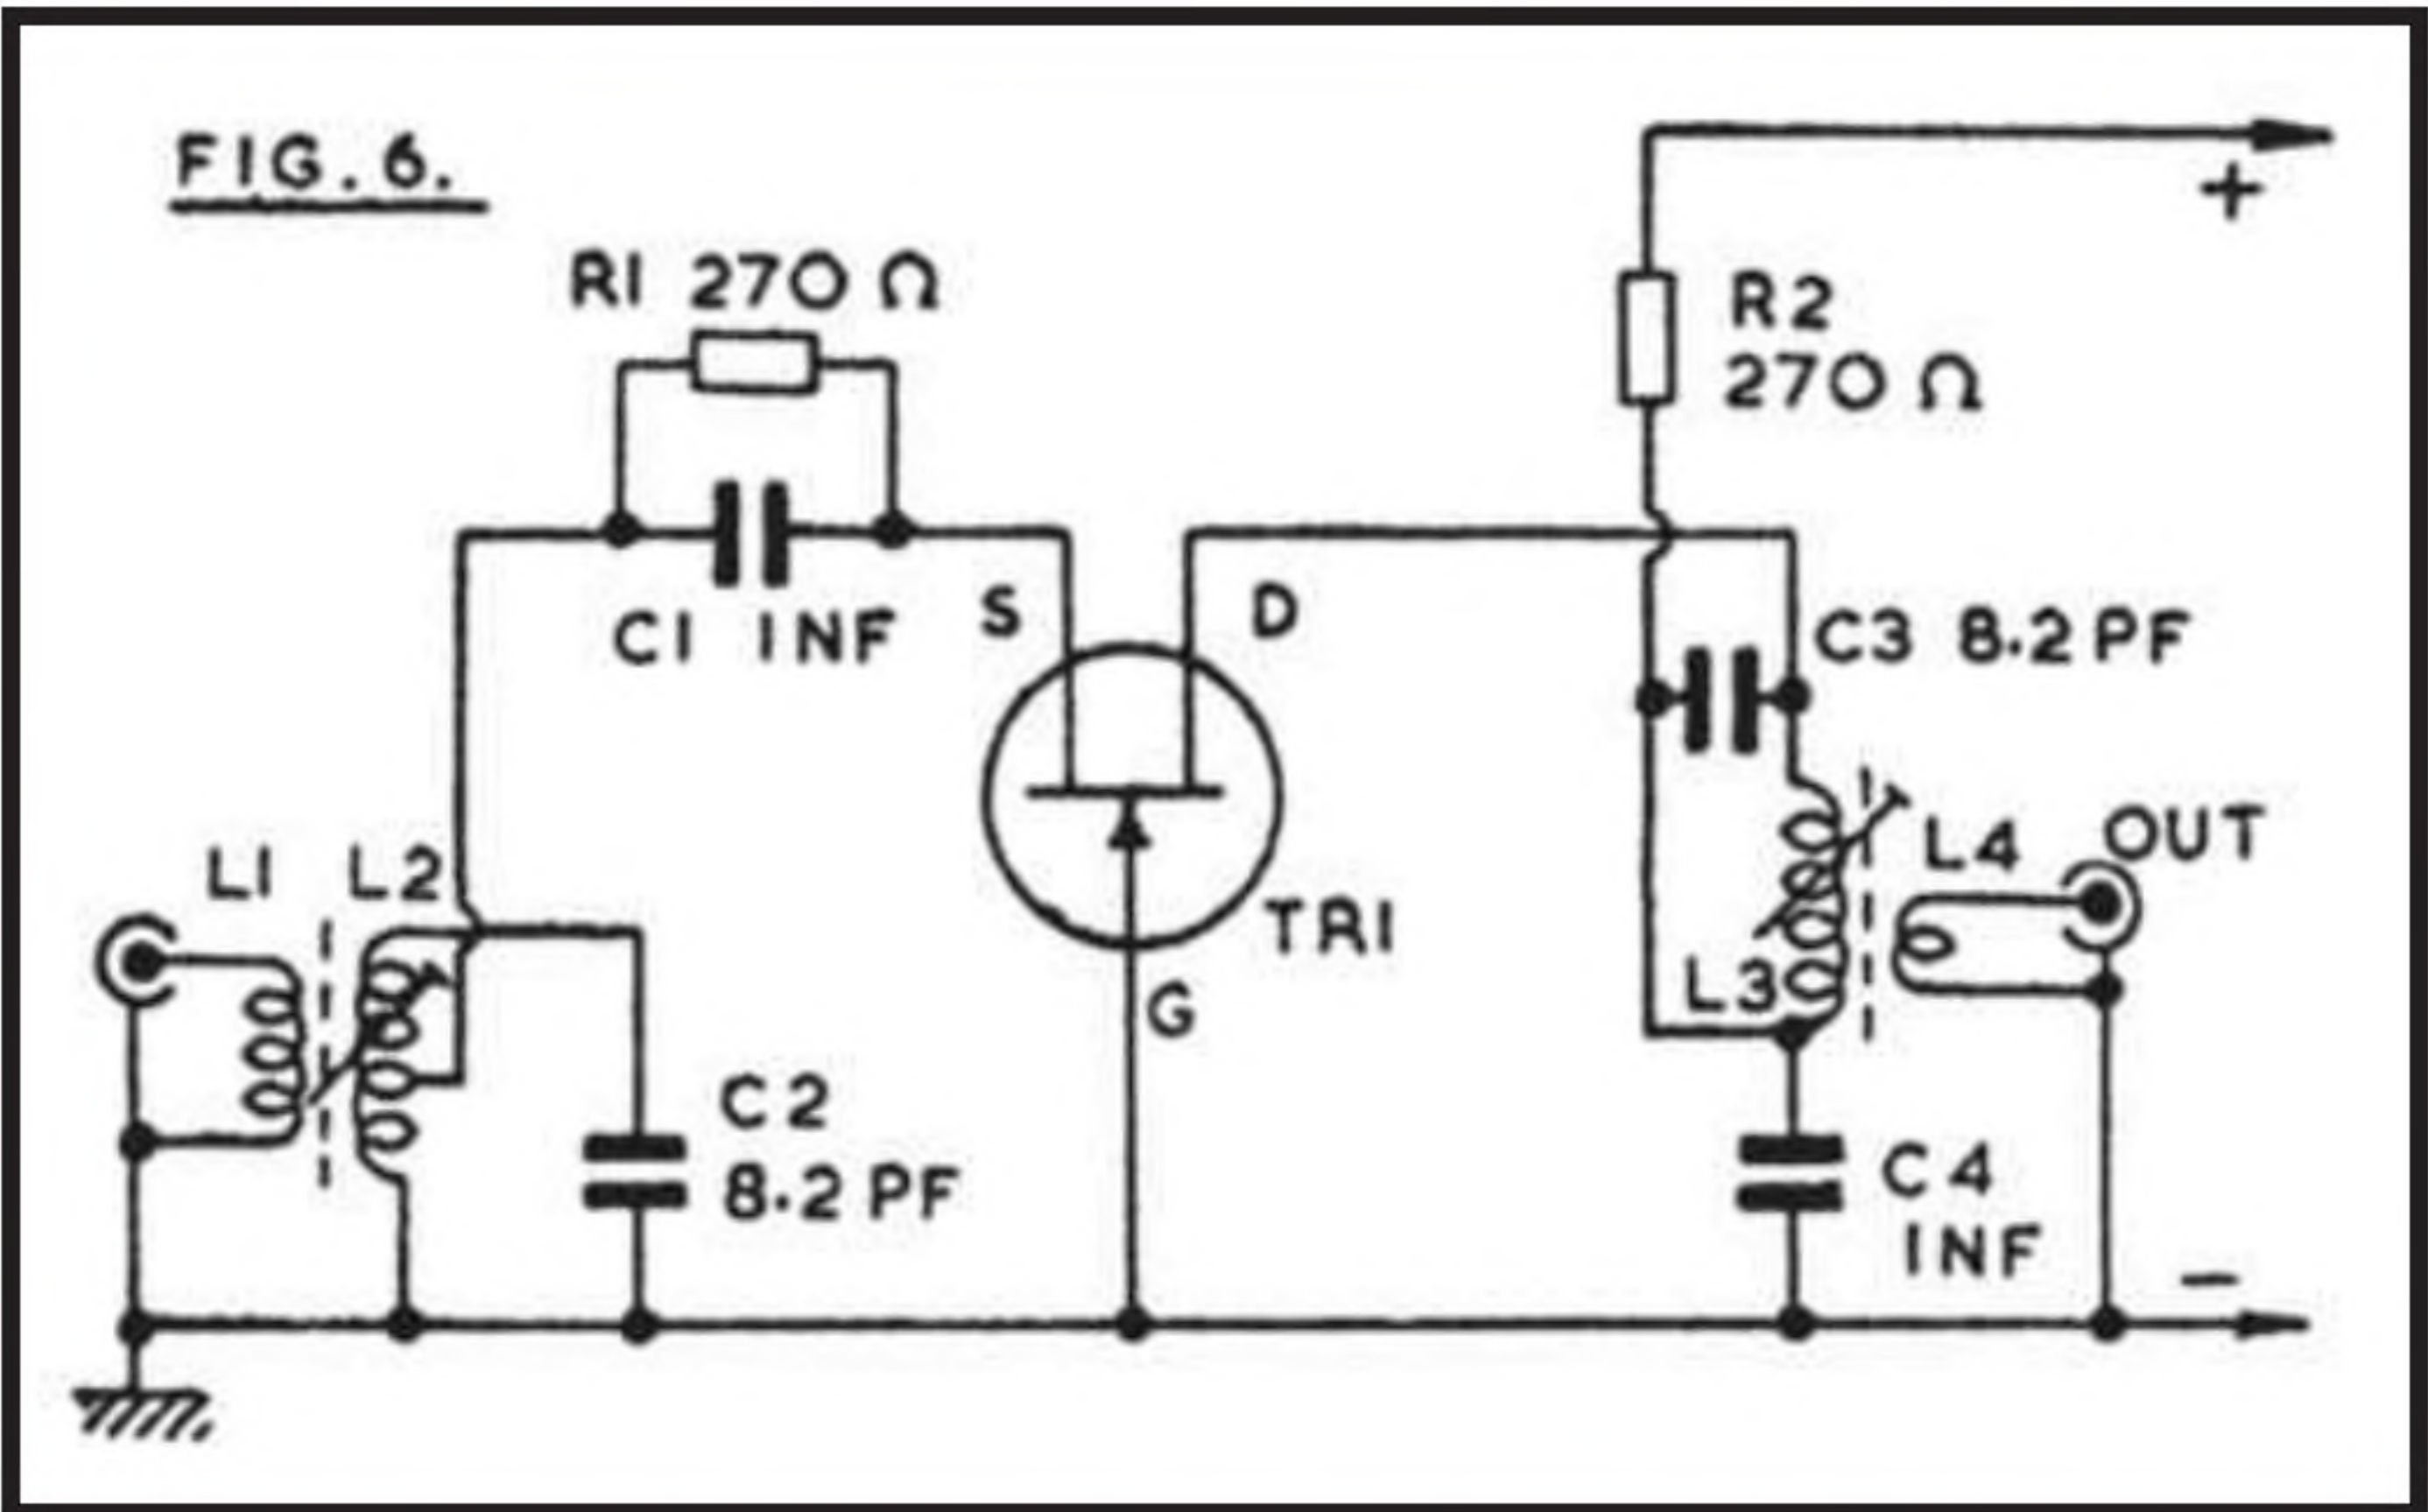 FIG. 6.
R1 270 Ω
+
R2
270 Ω
C1 1NF
S
D
C3 8.2 PF
L1
L2
TR1
L4
OUT
L3
G
C2
8.2 PF
C4
1NF
−